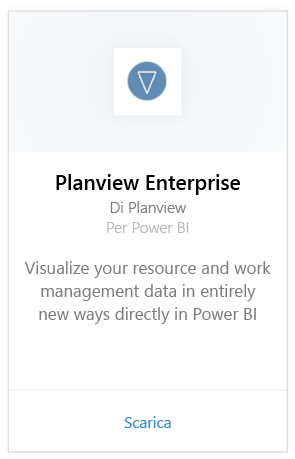 Planview Enterprise
Di Planview
Per Power BI
Visualize your resource and work
management data in entirely
new ways directly in Power BI
Scarica